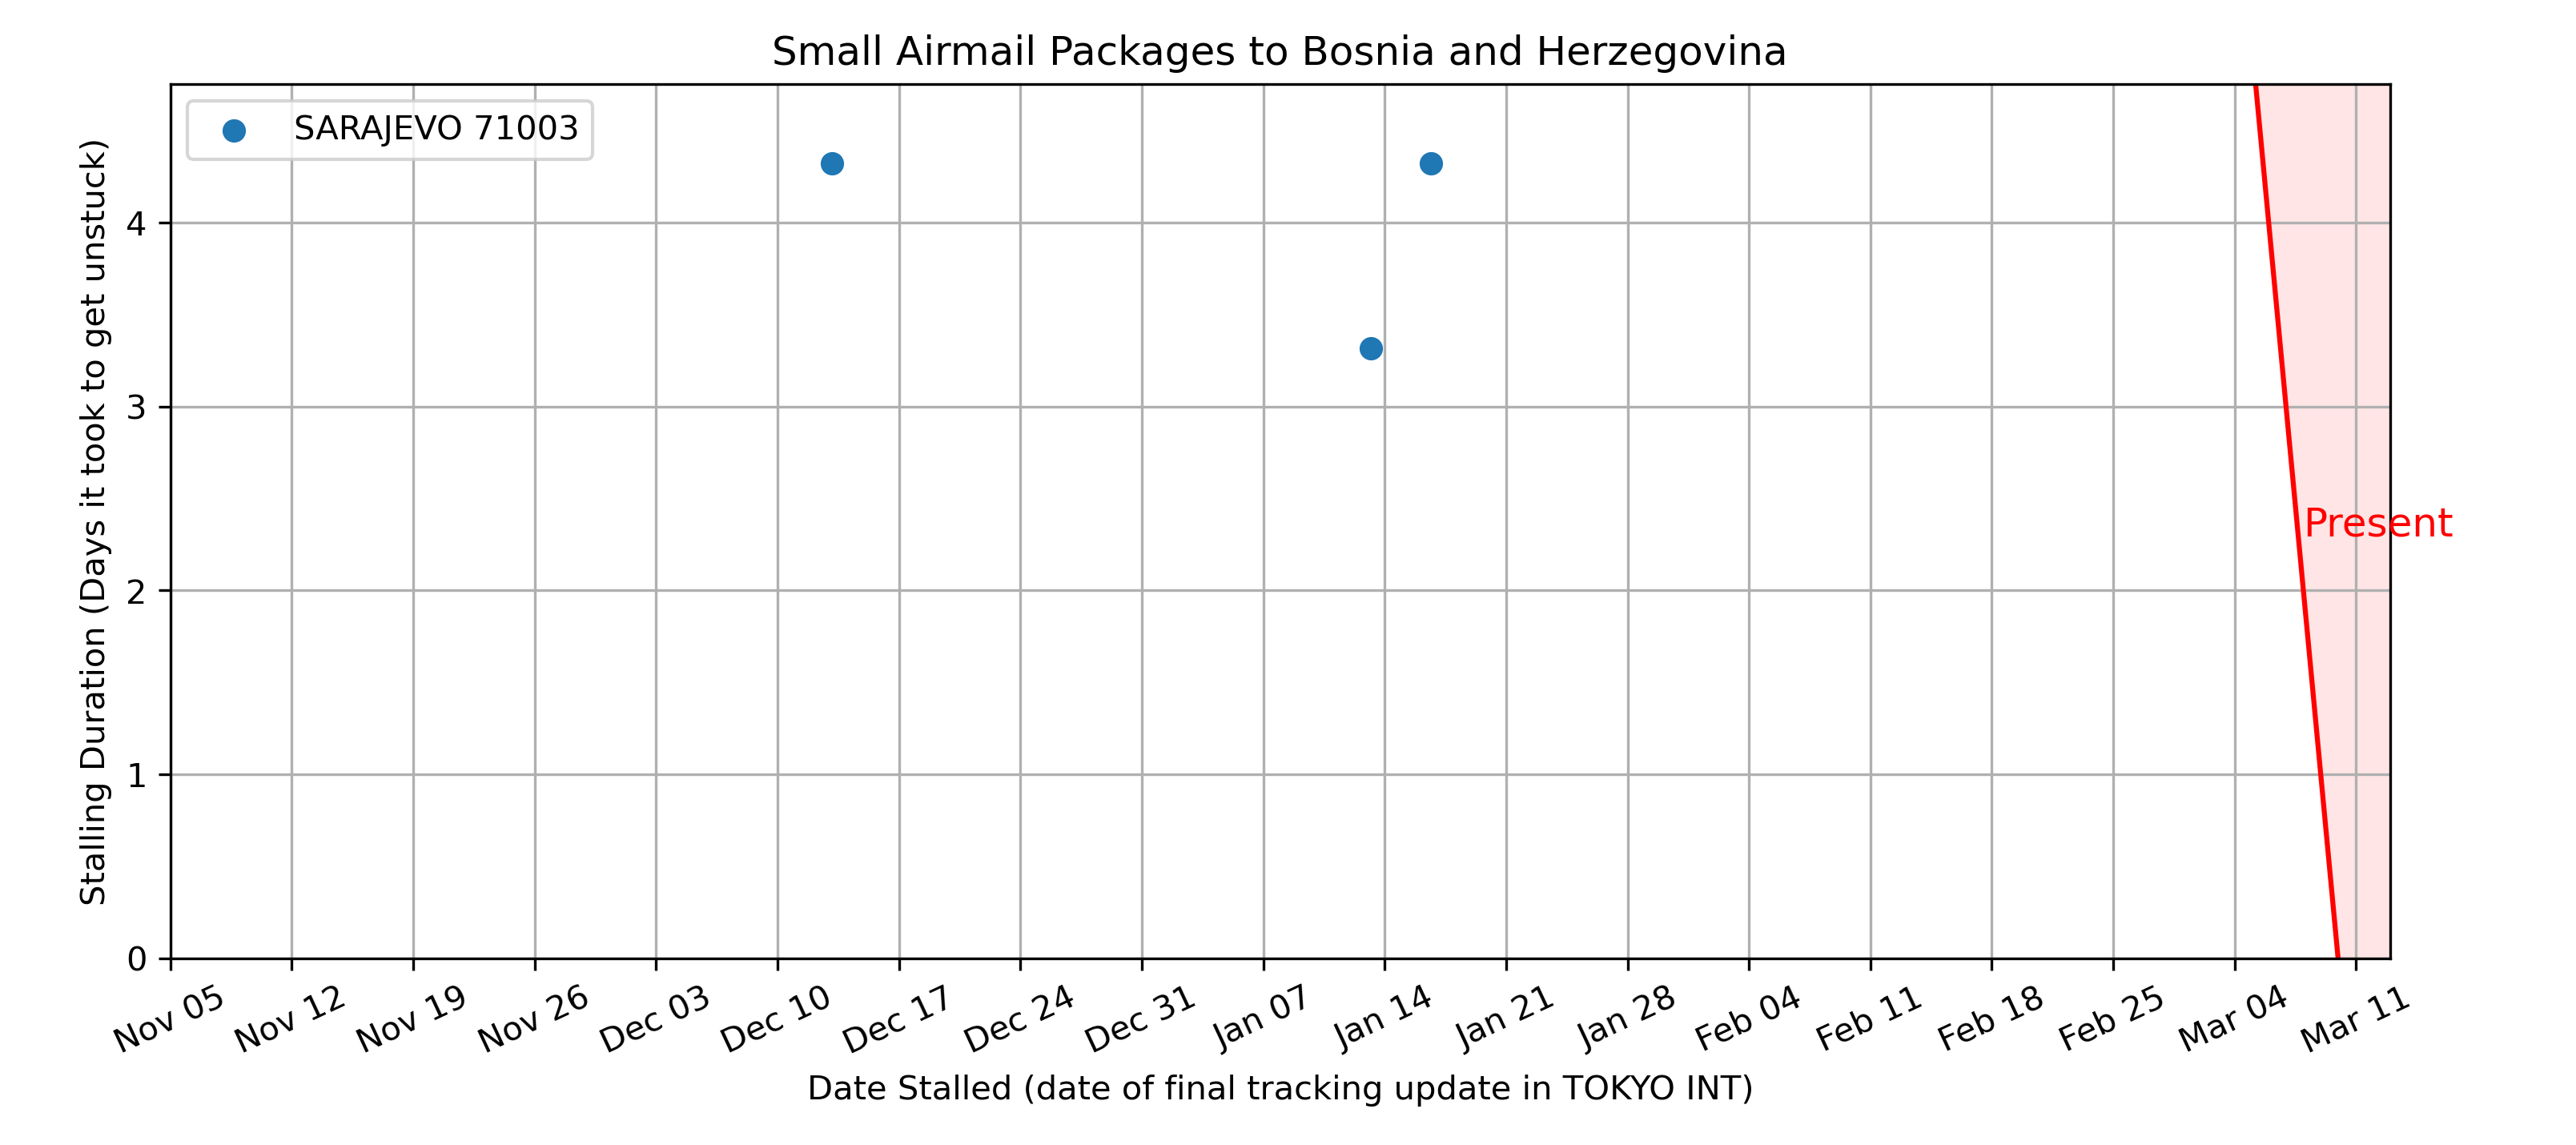 Small Airmail Packages to Bosnia and Herzegovina
SARAJEVO 71003
Stalling Duration (Days it took to get unstuck)
4
3
2
1
0
Present
Nov 05
Nov 12
Nov 19
Nov 26
Dec 03
Dec 10
Dec 17
Dec 24
Dec 31
Jan 07
Jan 14
Jan 21
Jan 28
Feb 04
Feb 11
Feb 18
Feb 25
Mar 04
Mar 11
Date Stalled (date of final tracking update in TOKYO INT)